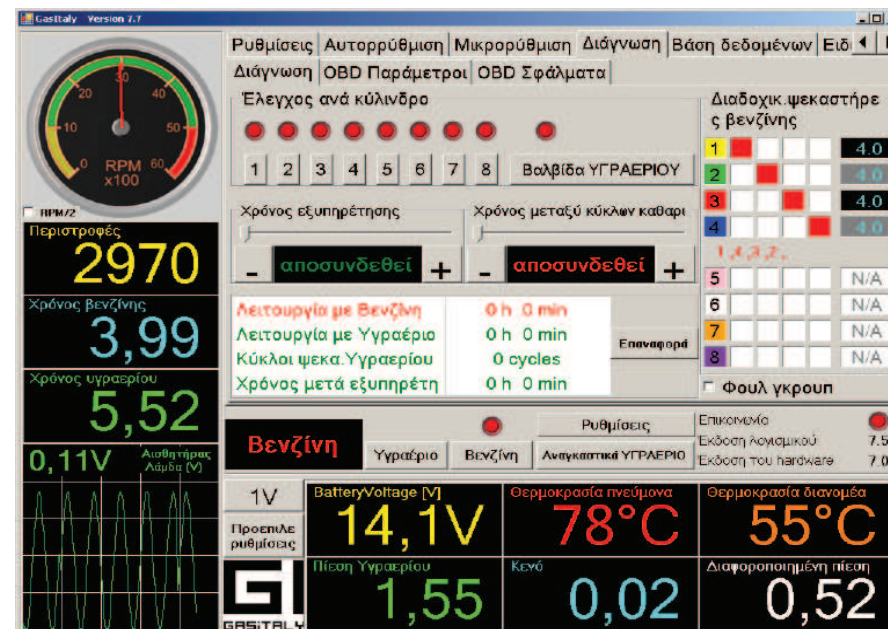 GasItaly Version 7.7
Ρυθμίσεις Αυτορρύθμιση Μικρορύθμιση Διάγνωση Βάση δεδομένων Ειδι
Διάγνωση OBD Παράμετροι OBD Σφάλματα
Έλεγχος ανά κύλινδρο
1 2 3 4 5 6 7 8 Βαλβίδα ΥΓΡΑΕΡΙΟΥ
Διαδοχικ.ψεκαστήρε
ς βενζίνης
1 4.0
2 4.0
3 4.0
4 4.0
5 N/A
6 N/A
7 N/A
8 N/A
Φουλ γκρουπ
0 10 20 30 40 50 60
RPM
x100
RPM/2
Περιστροφές
2970
Χρόνος βενζίνης
3,99
Χρόνος υγραερίου
5,52
0,11V Αισθητήρας
Λάμδα [V]
Χρόνος εξυπηρέτησης
- αποσυνδεθεί +
Χρόνος μεταξύ κύκλων καθαρι
- αποσυνδεθεί +
Λειτουργία με Βενζίνη 0 h 0 min
Λειτουργία με Υγραέριο 0 h 0 min
Κύκλοι ψεκα.Υγραερίου 0 cycles
Χρόνος μετά εξυπηρέτη 0 h 0 min
Επαναφορά
Βενζίνη
Υγραέριο Βενζίνη
Ρυθμίσεις
Αναγκαστικά ΥΓΡΑΕΡΙΟ
Επικοινωνία
Έκδοση λογισμικού 7.5
Έκδοση του hardware 7.0
1V
Προεπιλε
ρυθμίσεις
BatteryVoltage [V]
14,1V
Θερμοκρασία πνεύμονα
78°C
Θερμοκρασία διανομέα
55°C
Πίεση Υγραερίου
1,55
Κενό
0,02
Διαφοροποιημένη πίεση
0,52
GASITALY